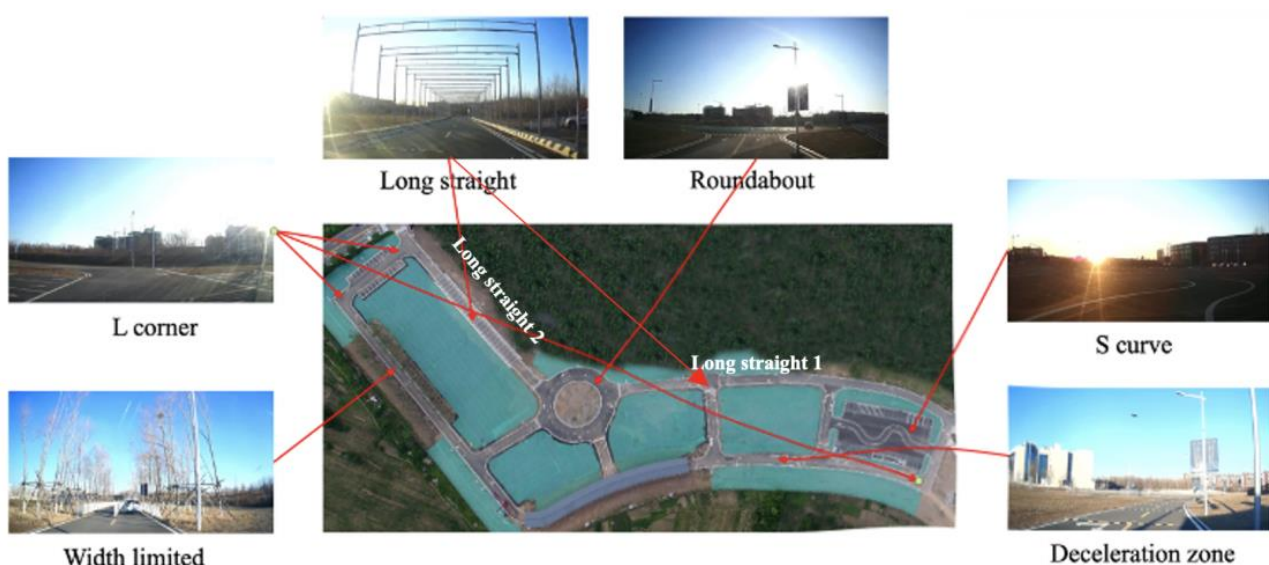 Long straight
Roundabout
L corner
S curve
Long straight 2
Long straight 1
Width limited
Deceleration zone